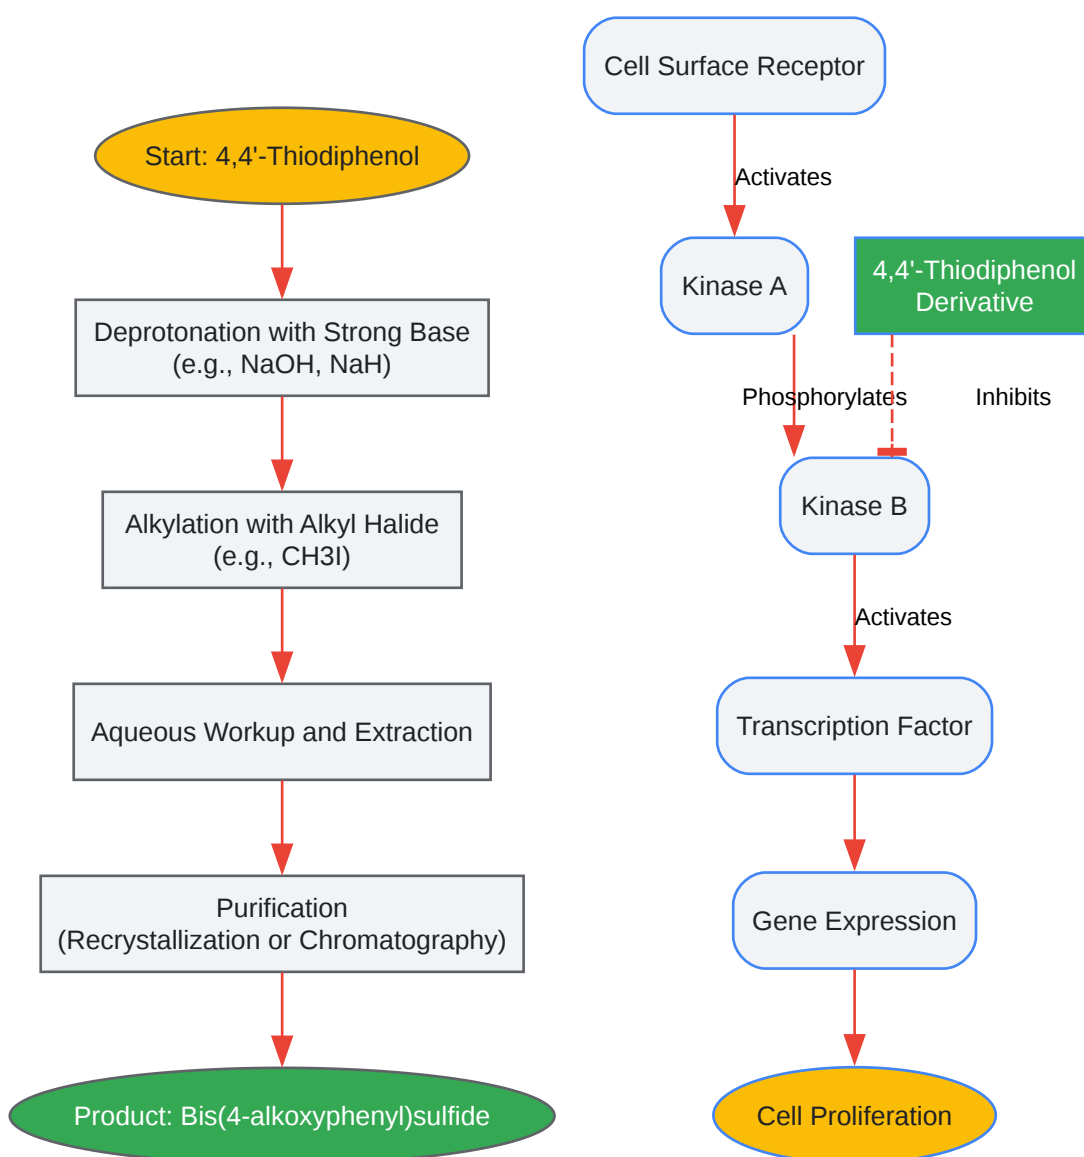 Start: 4,4'-Thiodiphenol
Deprotonation with Strong Base
(e.g., NaOH, NaH)
Alkylation with Alkyl Halide
(e.g., CH3I)
Aqueous Workup and Extraction
Purification
(Recrystallization or Chromatography)
Product: Bis(4-alkoxyphenyl)sulfide
Cell Surface Receptor
Activates
Kinase A
4,4'-Thiodiphenol
Derivative
Phosphorylates
Inhibits
Kinase B
Activates
Transcription Factor
Gene Expression
Cell Proliferation